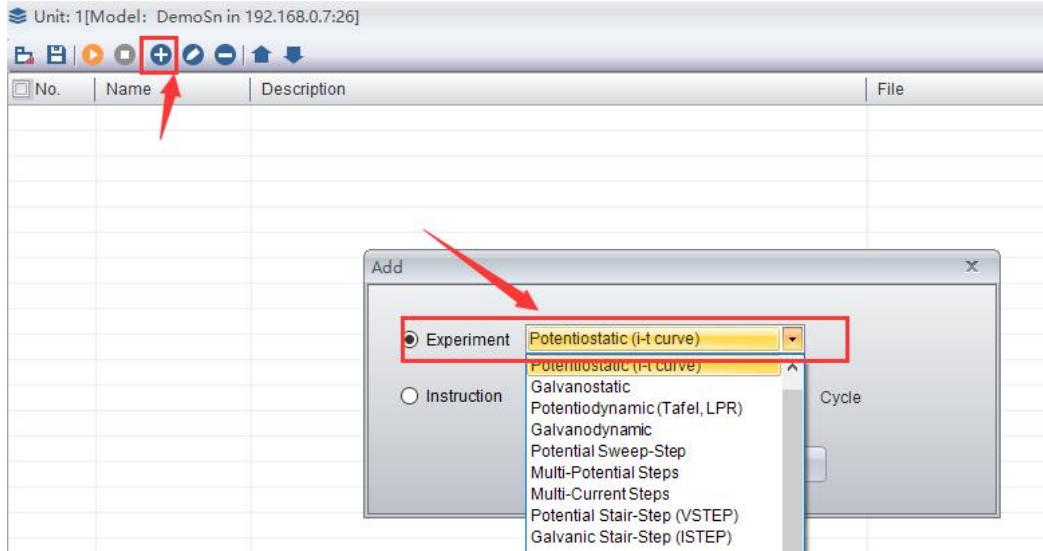 Unit: 1[Model: DemoSn in 192.168.0.7:26]
No. Name Description File
Add x
Experiment Potentiostatic (i-t curve)
Potentiostatic (i-t curve)
Instruction Galvanostatic
Potentiodynamic (Tafel, LPR) Cycle
Galvanodynamic
Potential Sweep-Step
Multi-Potential Steps
Multi-Current Steps
Potential Stair-Step (VSTEP)
Galvanic Stair-Step (ISTEP)